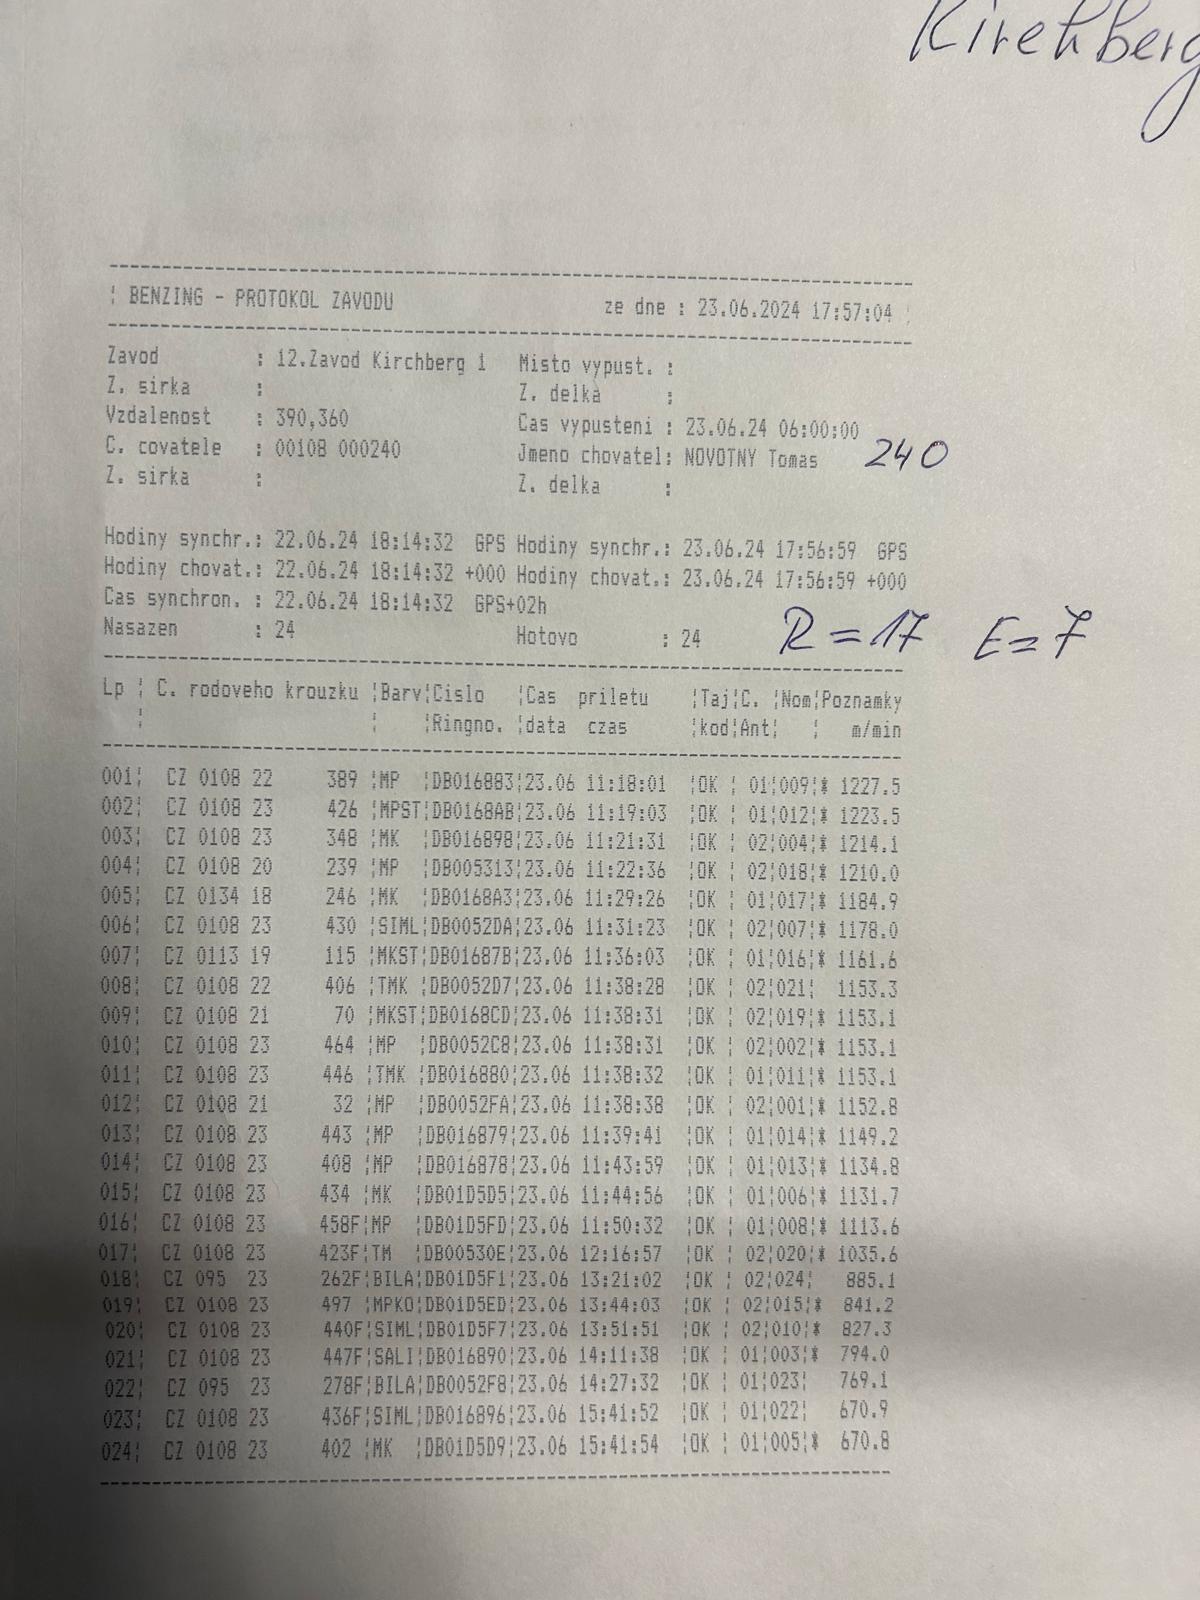 Kirchberg
¦ BENZING - PROTOKOL ZAVODU ze dne : 23.06.2024 17:57:04 ¦
Zavod : 12.Zavod Kirchberg 1 Misto vypust. :
Z. sirka : Z. delka :
Vzdalenost : 390,360 Cas vypusteni : 23.06.24 06:00:00
C. covatele : 00108 000240 Jmeno chovatel: NOVOTNY Tomas 240
Z. sirka : Z. delka :
Hodiny synchr.: 22.06.24 18:14:32 GPS Hodiny synchr.: 23.06.24 17:56:59 GPS
Hodiny chovat.: 22.06.24 18:14:32 +000 Hodiny chovat.: 23.06.24 17:56:59 +000
Cas synchron. : 22.06.24 18:14:32 GPS+02h
Nasazen : 24 Hotovo : 24 R = 17 E = 7
Lp ¦ C. rodoveho krouzku ¦Barv¦Cislo ¦Cas priletu ¦Taj¦C. ¦Nom¦Poznamky
¦ ¦ ¦Ringno. ¦data czas ¦kod¦Ant¦ ¦ m/min
001¦ CZ 0108 22 389 ¦MP ¦DB016883¦23.06 11:18:01 ¦OK ¦ 01¦009¦* 1227.5
002¦ CZ 0108 23 426 ¦MPST¦DB0168AB¦23.06 11:19:03 ¦OK ¦ 01¦012¦* 1223.5
003¦ CZ 0108 23 348 ¦MK ¦DB016898¦23.06 11:21:31 ¦OK ¦ 02¦004¦* 1214.1
004¦ CZ 0108 20 239 ¦MP ¦DB005313¦23.06 11:22:36 ¦OK ¦ 02¦018¦* 1210.0
005¦ CZ 0134 18 246 ¦MK ¦DB0168A3¦23.06 11:29:26 ¦OK ¦ 01¦017¦* 1184.9
006¦ CZ 0108 23 430 ¦SIML¦DB0052DA¦23.06 11:31:23 ¦OK ¦ 02¦007¦* 1178.0
007¦ CZ 0113 19 115 ¦MKST¦DB01687B¦23.06 11:36:03 ¦OK ¦ 01¦016¦* 1161.6
008¦ CZ 0108 22 406 ¦TMK ¦DB0052D7¦23.06 11:38:28 ¦OK ¦ 02¦021¦ 1153.3
009¦ CZ 0108 21 70 ¦MKST¦DB0168CD¦23.06 11:38:31 ¦OK ¦ 02¦019¦* 1153.1
010¦ CZ 0108 23 464 ¦MP ¦DB0052C8¦23.06 11:38:31 ¦OK ¦ 02¦002¦* 1153.1
011¦ CZ 0108 23 446 ¦TMK ¦DB016880¦23.06 11:38:32 ¦OK ¦ 01¦011¦* 1153.1
012¦ CZ 0108 21 32 ¦MP ¦DB0052FA¦23.06 11:38:38 ¦OK ¦ 02¦001¦* 1152.8
013¦ CZ 0108 23 443 ¦MP ¦DB016879¦23.06 11:39:41 ¦OK ¦ 01¦014¦* 1149.2
014¦ CZ 0108 23 408 ¦MP ¦DB016878¦23.06 11:43:59 ¦OK ¦ 01¦013¦* 1134.8
015¦ CZ 0108 23 434 ¦MK ¦DB01D5D5¦23.06 11:44:56 ¦OK ¦ 01¦006¦* 1131.7
016¦ CZ 0108 23 458F¦MP ¦DB01D5FD¦23.06 11:50:32 ¦OK ¦ 01¦008¦* 1113.6
017¦ CZ 0108 23 423F¦TM ¦DB00530E¦23.06 12:16:57 ¦OK ¦ 02¦020¦* 1035.6
018¦ CZ 095 23 262F¦BILA¦DB01D5F1¦23.06 13:21:02 ¦OK ¦ 02¦024¦ 885.1
019¦ CZ 0108 23 497 ¦MPKO¦DB01D5ED¦23.06 13:44:03 ¦OK ¦ 02¦015¦* 841.2
020¦ CZ 0108 23 440F¦SIML¦DB01D5F7¦23.06 13:51:51 ¦OK ¦ 02¦010¦* 827.3
021¦ CZ 0108 23 447F¦SALI¦DB016890¦23.06 14:11:38 ¦OK ¦ 01¦003¦* 794.0
022¦ CZ 095 23 278F¦BILA¦DB0052F8¦23.06 14:27:32 ¦OK ¦ 01¦023¦ 769.1
023¦ CZ 0108 23 436F¦SIML¦DB016896¦23.06 15:41:52 ¦OK ¦ 01¦022¦ 670.9
024¦ CZ 0108 23 402 ¦MK ¦DB01D5D9¦23.06 15:41:54 ¦OK ¦ 01¦005¦* 670.8